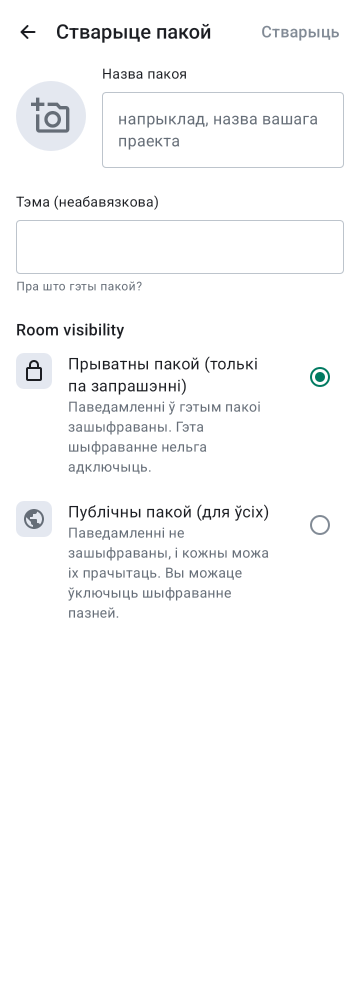 Стварыце пакой
Стварыць
Назва пакоя
напрыклад, назва вашага
праекта
Тэма (неабавязкова)
Пра што гэты пакой?
Room visibility
Прыватны пакой (толькі
па запрашэнні)
Паведамленні ў гэтым пакоі
зашыфраваны. Гэта
шыфраванне нельга
адключыць.
Публічны пакой (для ўсіх)
Паведамленні не
зашыфраваны, і кожны можа
іх прачытаць. Вы можаце
ўключыць шыфраванне
пазней.